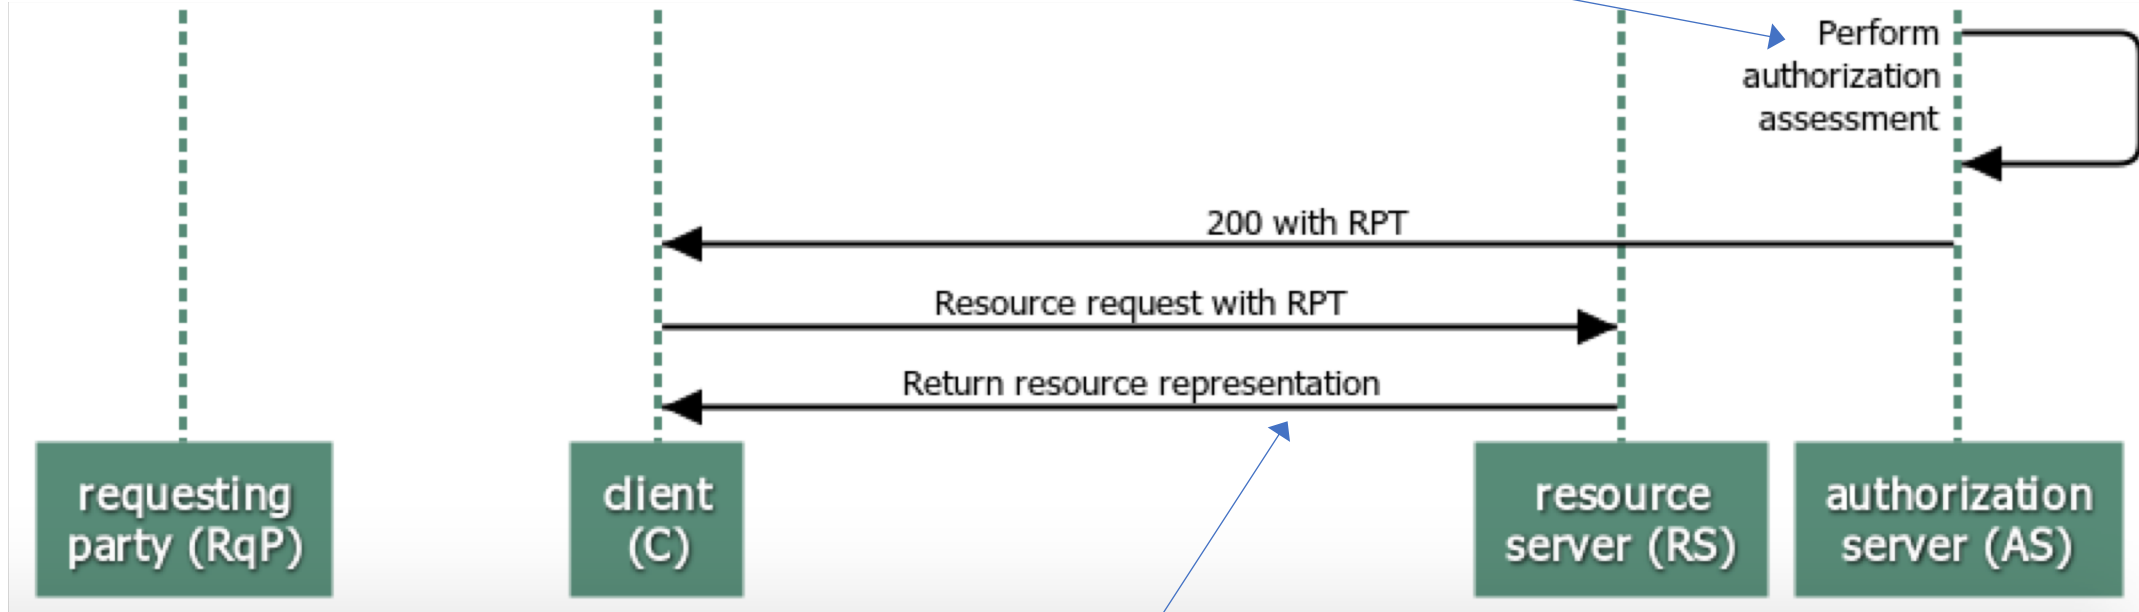 Perform
authorization
assessment
200 with RPT
Resource request with RPT
Return resource representation
requesting
party (RqP)
client
(C)
resource
server (RS)
authorization
server (AS)